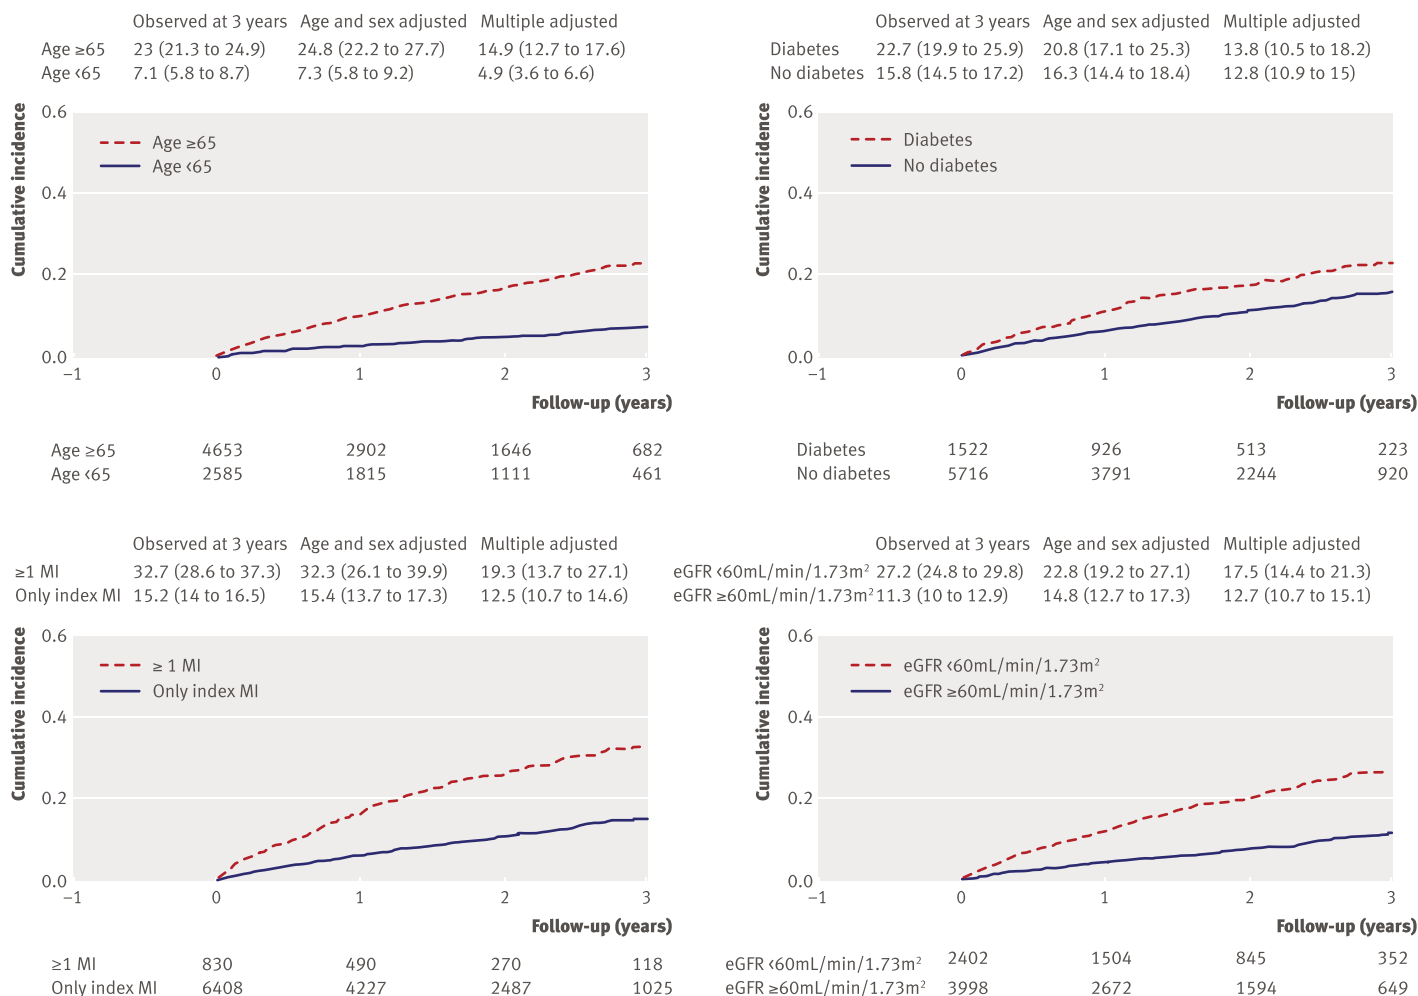 Observed at 3 years Age and sex adjusted Multiple adjusted
Age ≥65 23 (21.3 to 24.9) 24.8 (22.2 to 27.7) 14.9 (12.7 to 17.6)
Age <65 7.1 (5.8 to 8.7) 7.3 (5.8 to 9.2) 4.9 (3.6 to 6.6)
Cumulative incidence
0.6
0.4
0.2
0.0
Age ≥65
Age <65
−1 0 1 2 3
Follow-up (years)
Age ≥65 4653 2902 1646 682
Age <65 2585 1815 1111 461
Observed at 3 years Age and sex adjusted Multiple adjusted
Diabetes 22.7 (19.9 to 25.9) 20.8 (17.1 to 25.3) 13.8 (10.5 to 18.2)
No diabetes 15.8 (14.5 to 17.2) 16.3 (14.4 to 18.4) 12.8 (10.9 to 15)
Cumulative incidence
0.6
0.4
0.2
0.0
Diabetes
No diabetes
−1 0 1 2 3
Follow-up (years)
Diabetes 1522 926 513 223
No diabetes 5716 3791 2244 920
Observed at 3 years Age and sex adjusted Multiple adjusted
≥1 MI 32.7 (28.6 to 37.3) 32.3 (26.1 to 39.9) 19.3 (13.7 to 27.1)
Only index MI 15.2 (14 to 16.5) 15.4 (13.7 to 17.3) 12.5 (10.7 to 14.6)
Cumulative incidence
0.6
0.4
0.2
0.0
≥ 1 MI
Only index MI
−1 0 1 2 3
Follow-up (years)
≥1 MI 830 490 270 118
Only index MI 6408 4227 2487 1025
Observed at 3 years Age and sex adjusted Multiple adjusted
eGFR <60mL/min/1.73m² 27.2 (24.8 to 29.8) 22.8 (19.2 to 27.1) 17.5 (14.4 to 21.3)
eGFR ≥60mL/min/1.73m² 11.3 (10 to 12.9) 14.8 (12.7 to 17.3) 12.7 (10.7 to 15.1)
Cumulative incidence
0.6
0.4
0.2
0.0
eGFR <60mL/min/1.73m²
eGFR ≥60mL/min/1.73m²
−1 0 1 2 3
Follow-up (years)
eGFR <60mL/min/1.73m² 2402 1504 845 352
eGFR ≥60mL/min/1.73m² 3998 2672 1594 649